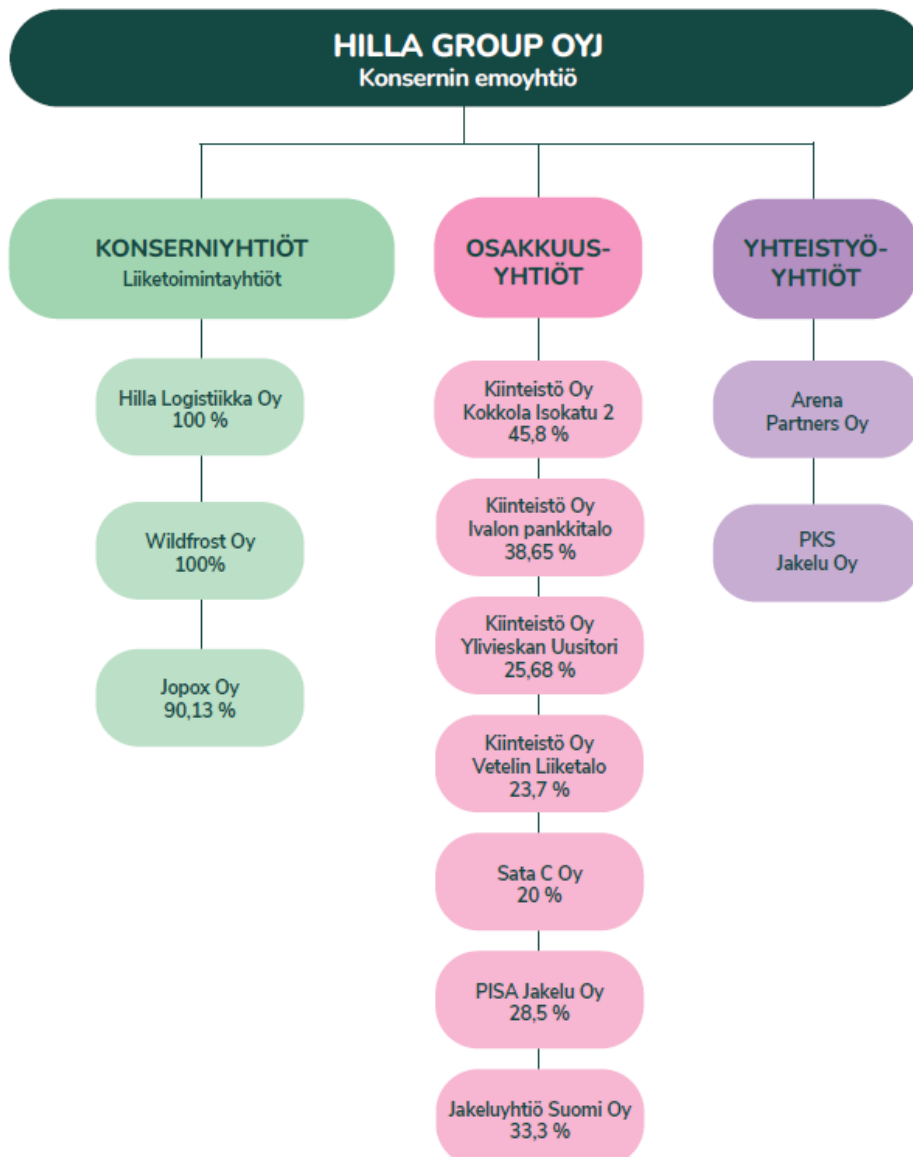 HILLA GROUP OYJ
Konsernin emoyhtiö
KONSERNIYHTIÖT
Liiketoimintayhtiöt
Hilla Logistiikka Oy
100 %
Wildfrost Oy
100%
Jopox Oy
90,13 %
OSAKKUUS-
YHTIÖT
Kiinteistö Oy
Kokkola Isokatu 2
45,8 %
Kiinteistö Oy
Ivalon pankkitalo
38,65 %
Kiinteistö Oy
Ylivieskan Uusitori
25,68 %
Kiinteistö Oy
Vetelin Liiketalo
23,7 %
Sata C Oy
20 %
PISA Jakelu Oy
28,5 %
Jakeluyhtiö Suomi Oy
33,3 %
YHTEISTYÖ-
YHTIÖT
Arena
Partners Oy
PKS
Jakelu Oy